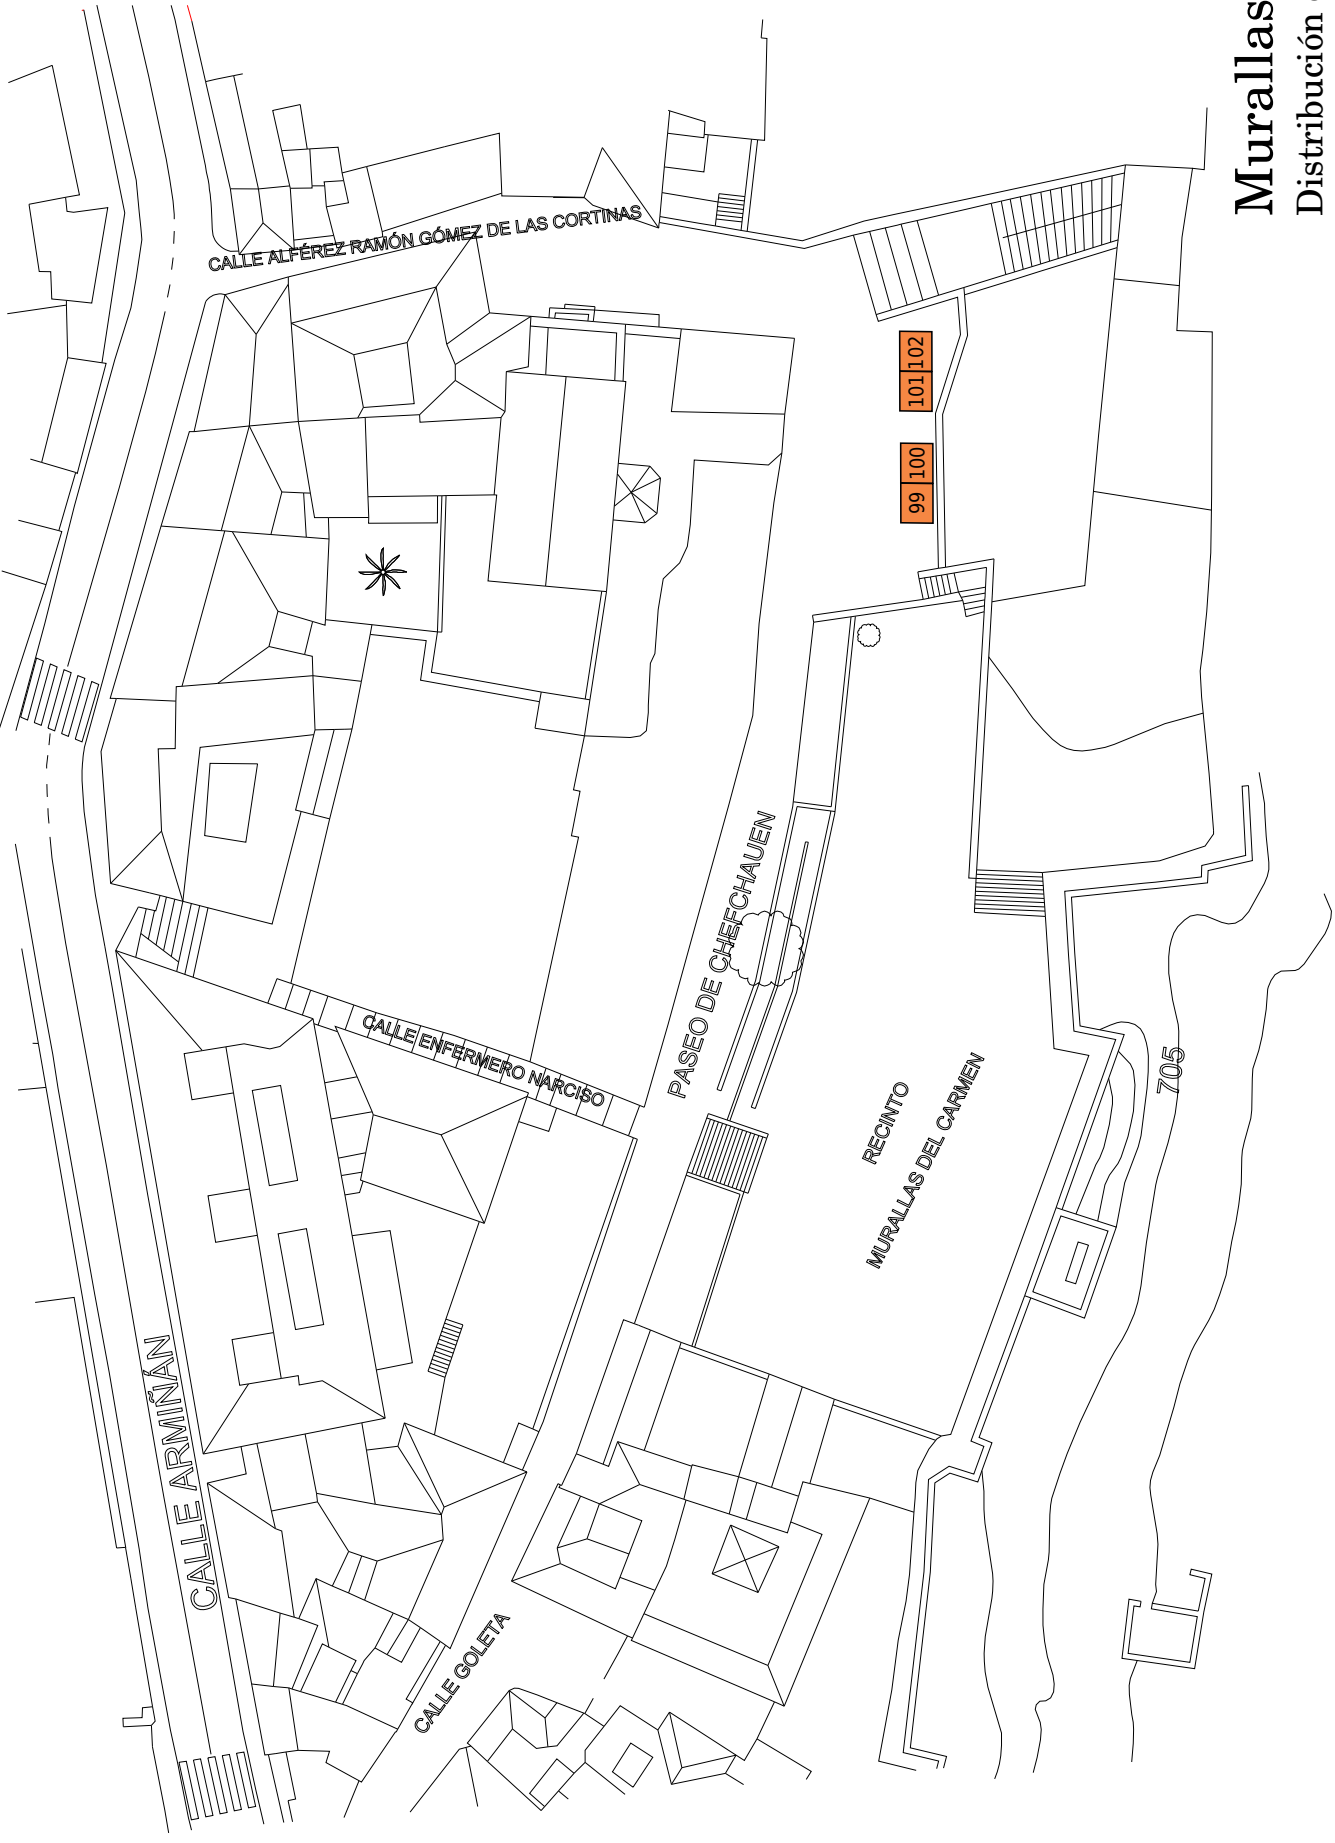 Murallas
Distribución
CALLE ALFÉREZ RAMÓN GÓMEZ DE LAS CORTINAS
102
101
100
99
PASEO DE CHEFCHAUEN
CALLE ENFERMERO NARCISO
705
RECINTO
MURALLAS DEL CARMEN
CALLE ARMIÑÁN
CALLE GOLETA